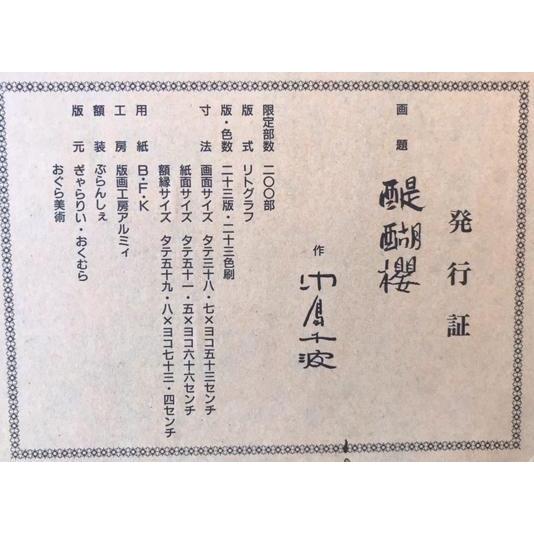 発行証
画題 醍醐櫻
作 中島千波
限定部数 二〇〇部
版式 リトグラフ
版・色数 二十三版・二十三色刷
寸法 画面サイズ タテ三十八・七×ヨコ五十三センチ
紙面サイズ タテ五十一・五×ヨコ六十六センチ
額縁サイズ タテ五十九・八×ヨコ七十三・四センチ
用紙 B・F・K
工房 版画工房アルミィ
額装 ぶらんしぇ
版元 ぎゃらりい・おくむら
おぐら美術